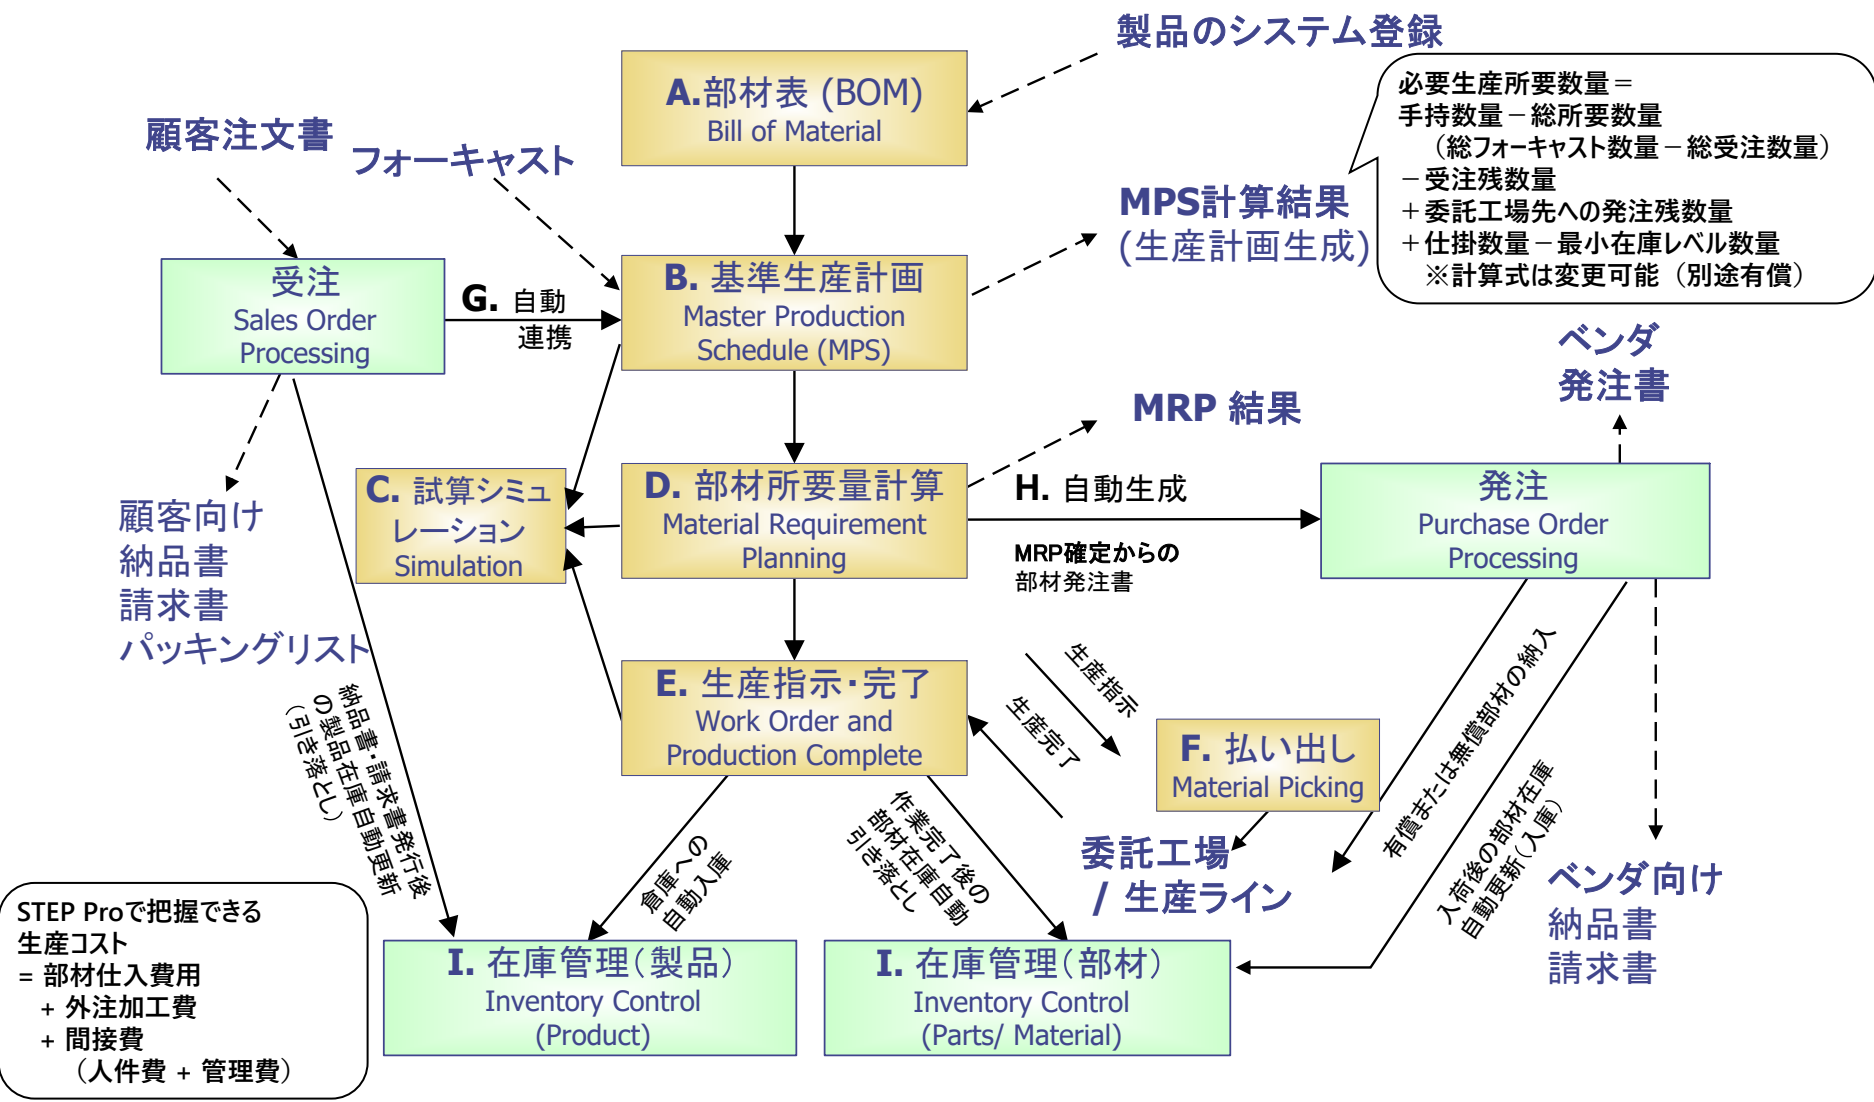 製品のシステム登録
A.部材表 (BOM)
Bill of Material
必要生産所要数量＝
手持数量－総所要数量
（総フォーキャスト数量－総受注数量）
－受注残数量
＋委託工場先への発注残数量
＋仕掛数量－最小在庫レベル数量
※計算式は変更可能（別途有償）
顧客注文書
フォーキャスト
MPS計算結果
(生産計画生成)
受注
Sales Order
Processing
G. 自動
連携
B. 基準生産計画
Master Production
Schedule (MPS)
ベンダ
発注書
MRP 結果
C. 試算シミュ
レーション
Simulation
D. 部材所要量計算
Material Requirement
Planning
H. 自動生成
MRP確定からの
部材発注書
発注
Purchase Order
Processing
顧客向け
納品書
請求書
パッキングリスト
E. 生産指示・完了
Work Order and
Production Complete
生産指示
生産完了
F. 払い出し
Material Picking
有償または無償部材の納入
入荷後の部材在庫
自動更新(入庫)
納品書・請求書発行後
の製品在庫自動更新
(引き落とし)
倉庫への
自動入庫
作業完了後の
部材在庫自動
引き落とし
委託工場
/ 生産ライン
ベンダ向け
納品書
請求書
STEP Proで把握できる
生産コスト
= 部材仕入費用
+ 外注加工費
+ 間接費
（人件費 + 管理費）
I. 在庫管理（製品）
Inventory Control
(Product)
I. 在庫管理（部材）
Inventory Control
(Parts/ Material)